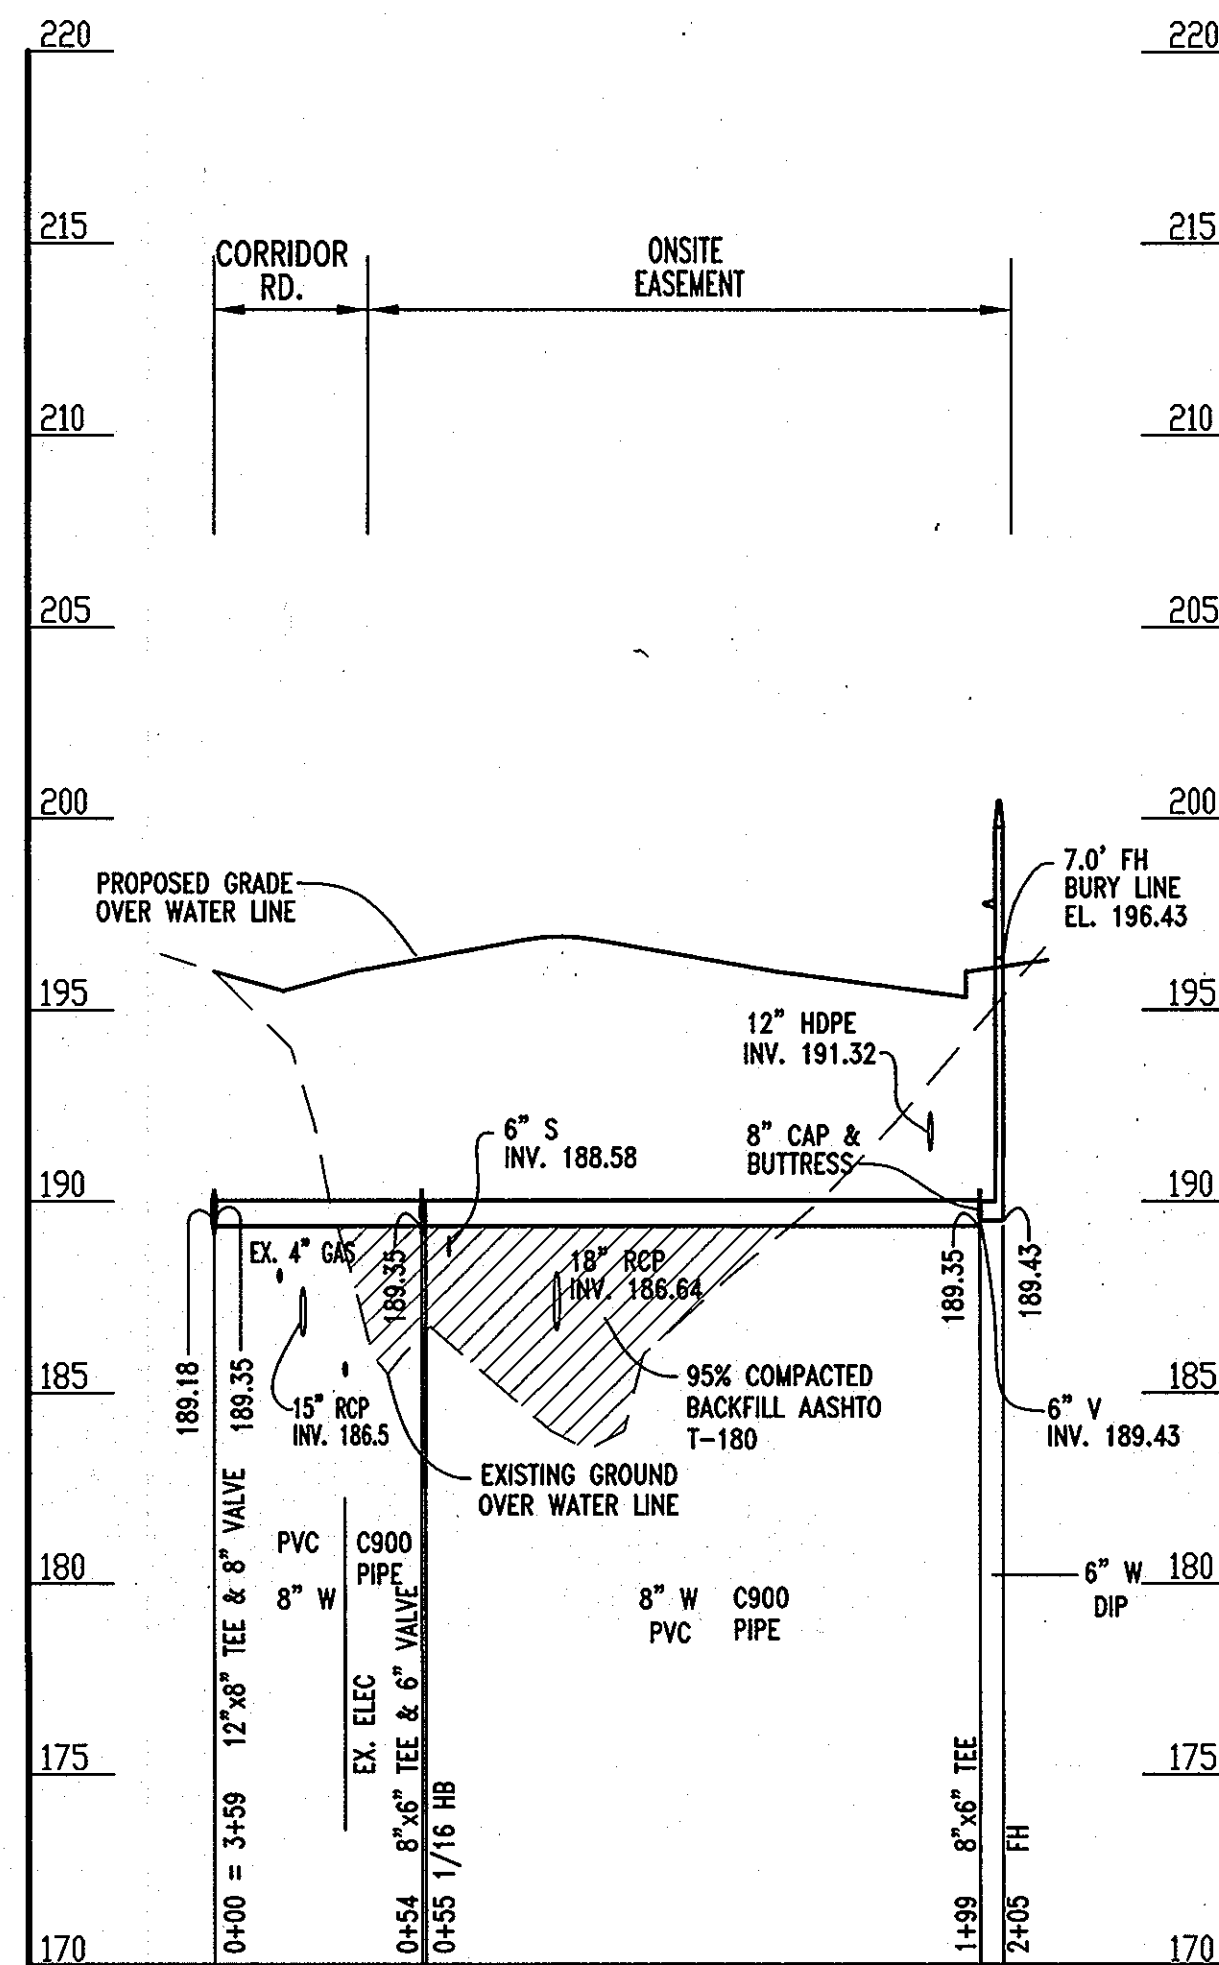 220
220
215
215
CORRIDOR
RD.
ONSITE
EASEMENT
210
210
205
205
200
200
PROPOSED GRADE
OVER WATER LINE
7.0' FH
BURY LINE
EL. 196.43
195
195
12" HDPE
INV. 191.32
6" S
INV. 188.58
8" CAP &
BUTTRESS
190
190
EX. 4" GAS
18" RCP
INV. 186.64
189.35
189.35
189.43
189.18
189.35
185
185
15" RCP
INV. 186.5
95% COMPACTED
BACKFILL AASHTO
T-180
6" V
INV. 189.43
EXISTING GROUND
OVER WATER LINE
PVC
8" W
C900
PIPE
180
180
8" W C900
PVC PIPE
6" W
DIP
EX. ELEC
175
175
0+00 = 3+59 12"x8" TEE & 8" VALVE
0+54 8"x6" TEE & 6" VALVE
0+55 1/16 HB
1+99 8"x6" TEE
2+05 FH
170
170